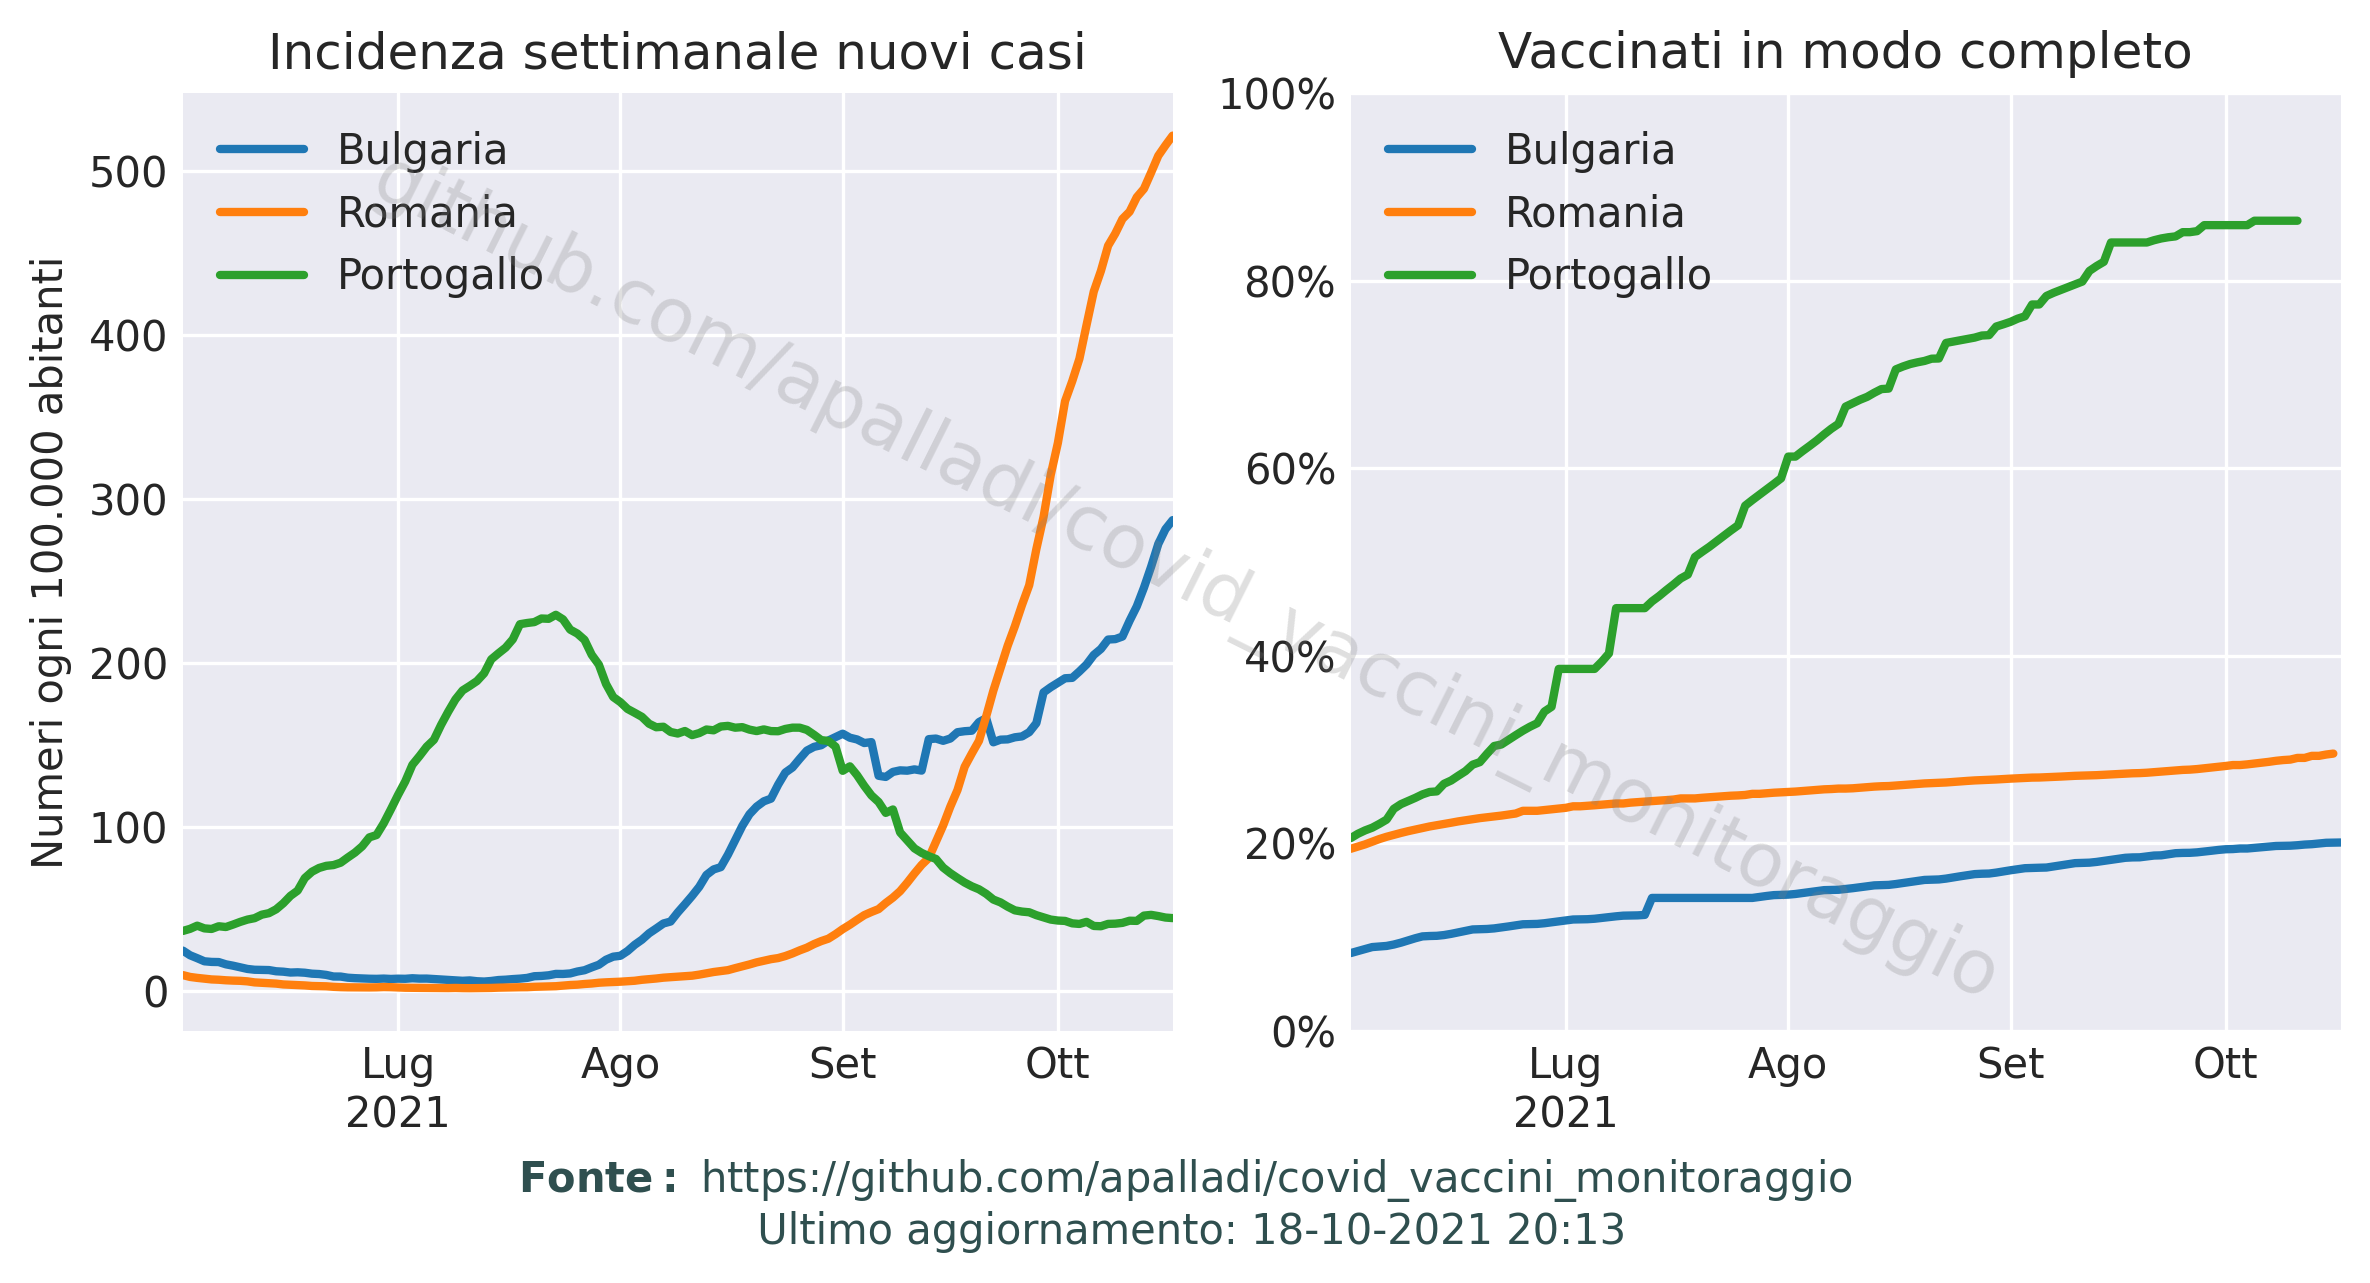 Incidenza settimanale nuovi casi
Numeri ogni 100.000 abitanti
500
400
300
200
100
0
Bulgaria
Romania
Portogallo
Lug
2021
Ago
Set
Ott
Vaccinati in modo completo
100%
80%
60%
40%
20%
0%
Bulgaria
Romania
Portogallo
Lug
2021
Ago
Set
Ott
github.com/apalladi/covid_vaccini_monitoraggio
Fonte: https://github.com/apalladi/covid_vaccini_monitoraggio
Ultimo aggiornamento: 18-10-2021 20:13